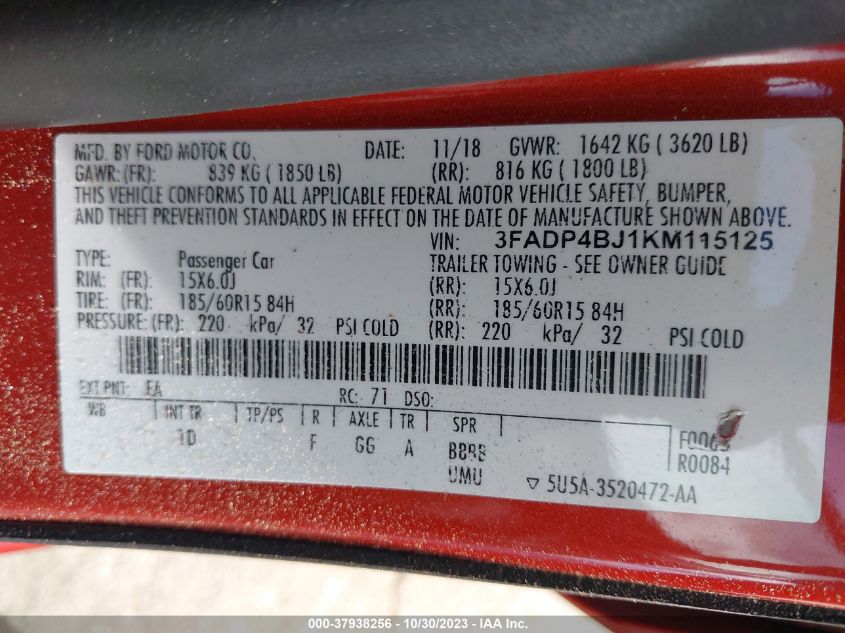 MFD. BY FORD MOTOR CO. DATE: 11/18 GVWR: 1642 KG ( 3620 LB)
GAWR: (FR): 839 KG ( 1850 LB) (RR): 816 KG ( 1800 LB)
THIS VEHICLE CONFORMS TO ALL APPLICABLE FEDERAL MOTOR VEHICLE SAFETY, BUMPER,
AND THEFT PREVENTION STANDARDS IN EFFECT ON THE DATE OF MANUFACTURE SHOWN ABOVE.
VIN: 3FADP4BJ1KM115125
TYPE: Passenger Car TRAILER TOWING - SEE OWNER GUIDE
RIM: (FR): 15X6.0J (RR): 15X6.0J
TIRE: (FR): 185/60R15 84H (RR): 185/60R15 84H
PRESSURE: (FR): 220 kPa/ 32 PSI COLD (RR): 220 kPa/ 32 PSI COLD
EXT PNT: EA RC: 71 DSO:
WB INT TR TP/PS R AXLE TR SPR
1D F GG A BBRB F0063
UMU R0084
▽ 5U5A-3520472-AA
000-37938256 - 10/30/2023 - IAA Inc.